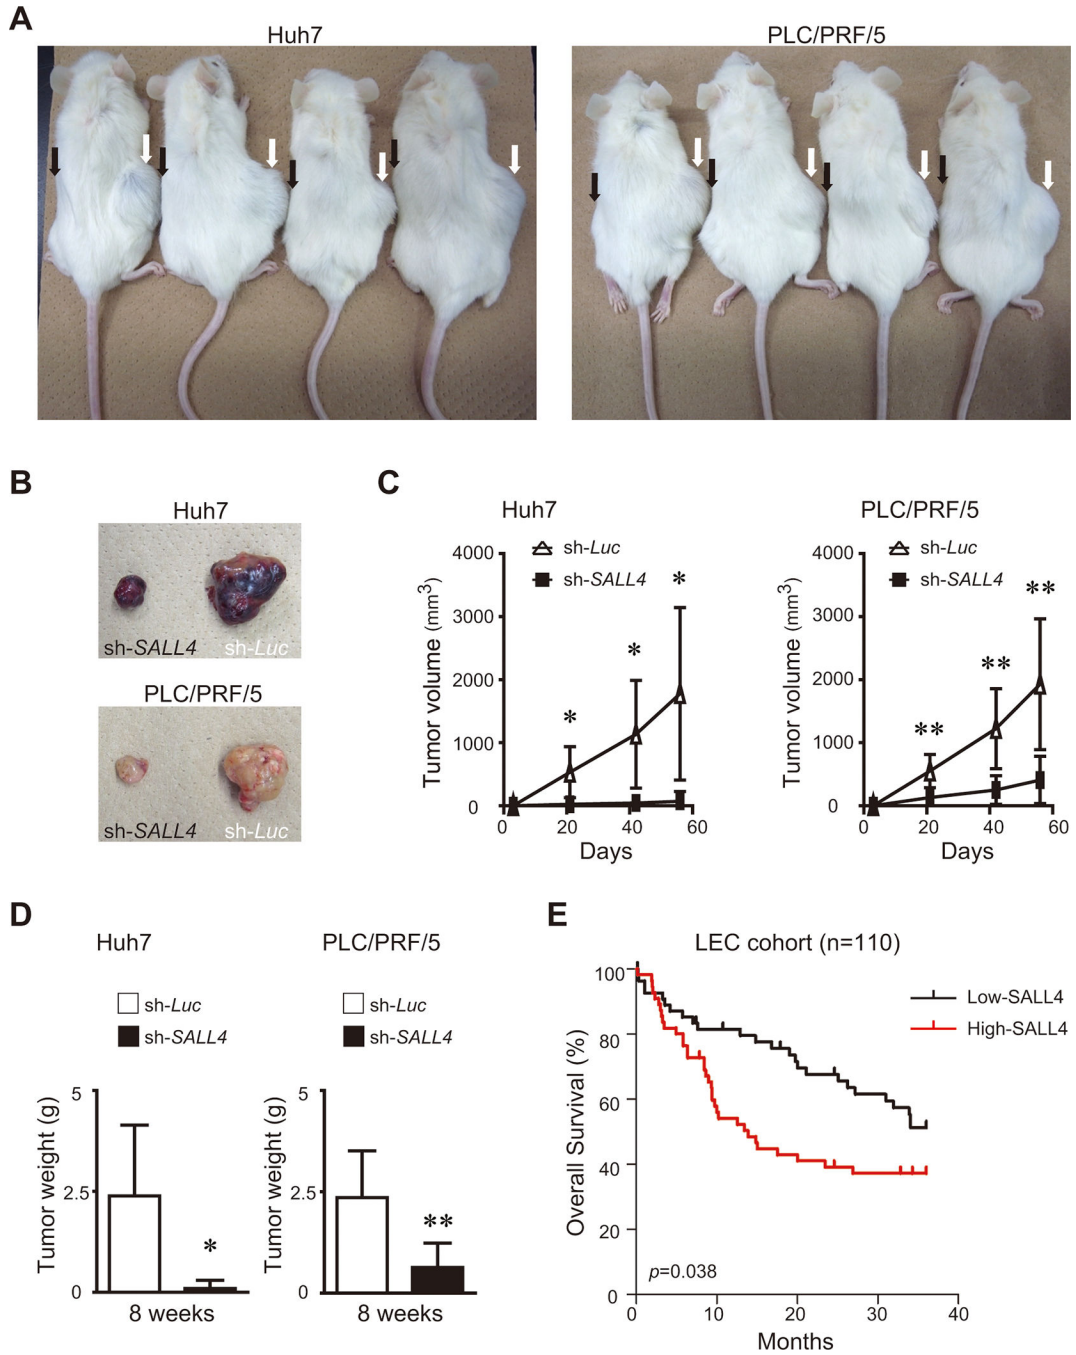 A
Huh7
PLC/PRF/5
B
Huh7
sh-SALL4
sh-Luc
PLC/PRF/5
sh-SALL4
sh-Luc
C
Huh7
sh-Luc
sh-SALL4
*
*
*
4000
3000
2000
1000
0
Tumor volume (mm3)
0 20 40 60
Days
PLC/PRF/5
sh-Luc
sh-SALL4
**
**
**
4000
3000
2000
1000
0
Tumor volume (mm3)
0 20 40 60
Days
D
Huh7
sh-Luc
sh-SALL4
5
2.5
0
Tumor weight (g)
*
8 weeks
PLC/PRF/5
sh-Luc
sh-SALL4
5
2.5
0
Tumor weight (g)
**
8 weeks
E
LEC cohort (n=110)
Low-SALL4
High-SALL4
100
80
60
40
20
0
Overall Survival (%)
p=0.038
0 10 20 30 40
Months